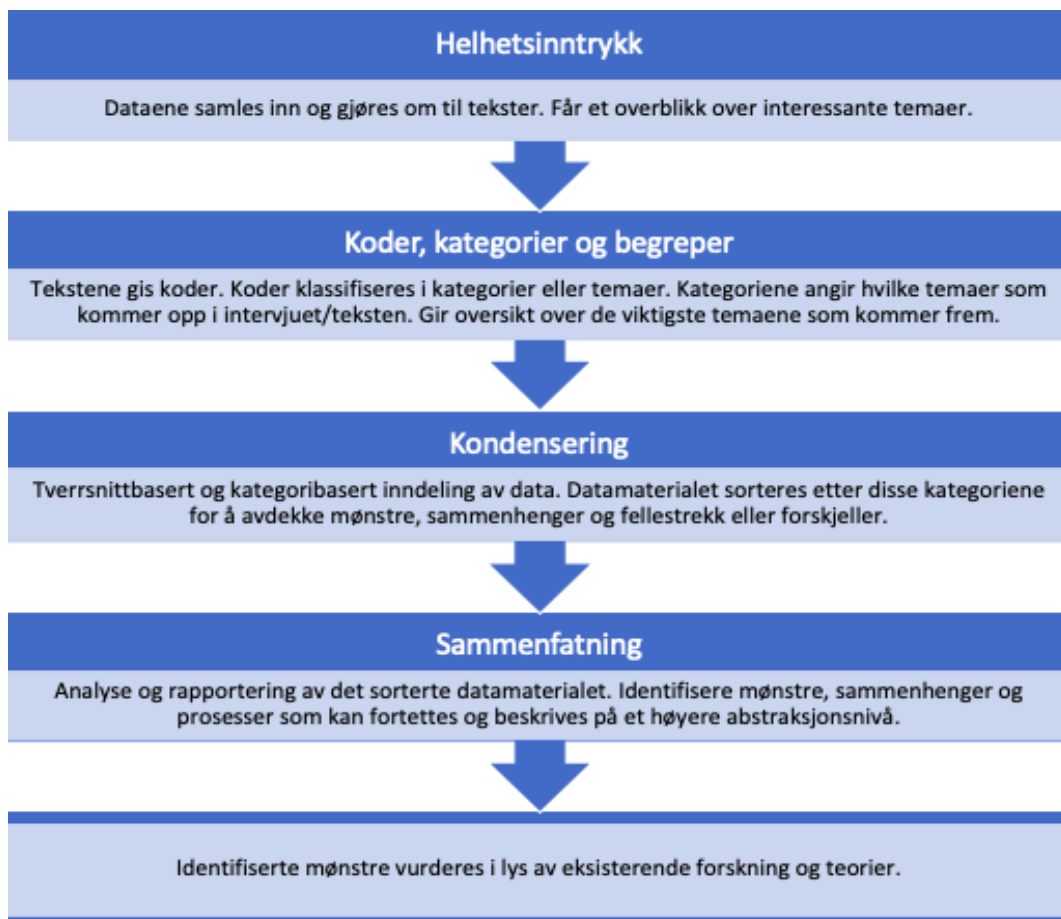 Helhetsinntrykk
Dataene samles inn og gjøres om til tekster. Får et overblikk over interessante temaer.
Koder, kategorier og begreper
Tekstene gis koder. Koder klassifiseres i kategorier eller temaer. Kategoriene angir hvilke temaer som
kommer opp i intervjuet/teksten. Gir oversikt over de viktigste temaene som kommer frem.
Kondensering
Tverrsnittbasert og kategoribasert inndeling av data. Datamaterialet sorteres etter disse kategoriene
for å avdekke mønstre, sammenhenger og fellestrekk eller forskjeller.
Sammenfatning
Analyse og rapportering av det sorterte datamaterialet. Identifisere mønstre, sammenhenger og
prosesser som kan fortettes og beskrives på et høyere abstraksjonsnivå.
Identifiserte mønstre vurderes i lys av eksisterende forskning og teorier.